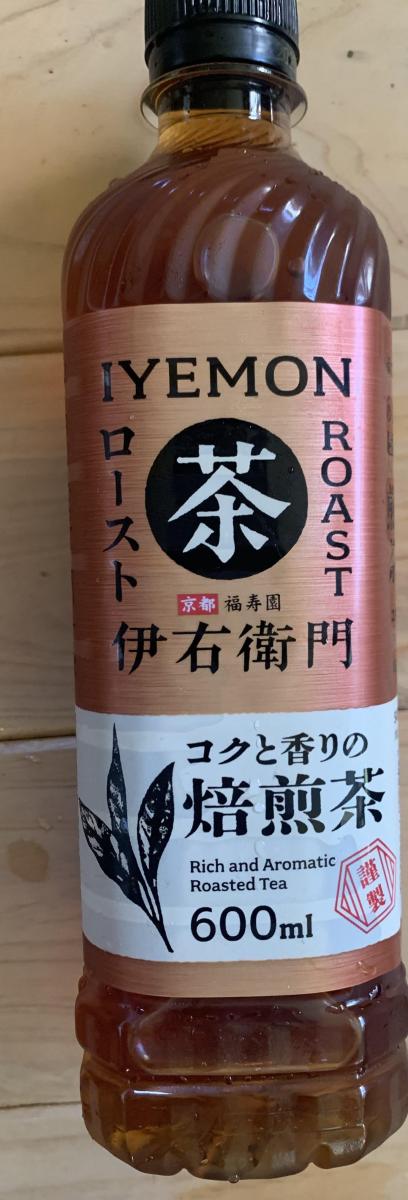 IYEMON
ロースト
茶
ROAST
京都 福寿園
伊右衛門
コクと香りの
焙煎茶
Rich and Aromatic
Roasted Tea
600ml
謹製